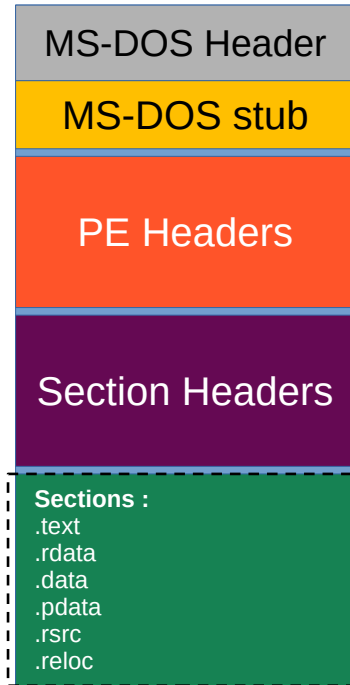 MS-DOS Header
MS-DOS stub
PE Headers
Section Headers
Sections :
.text
.rdata
.data
.pdata
.rsrc
.reloc